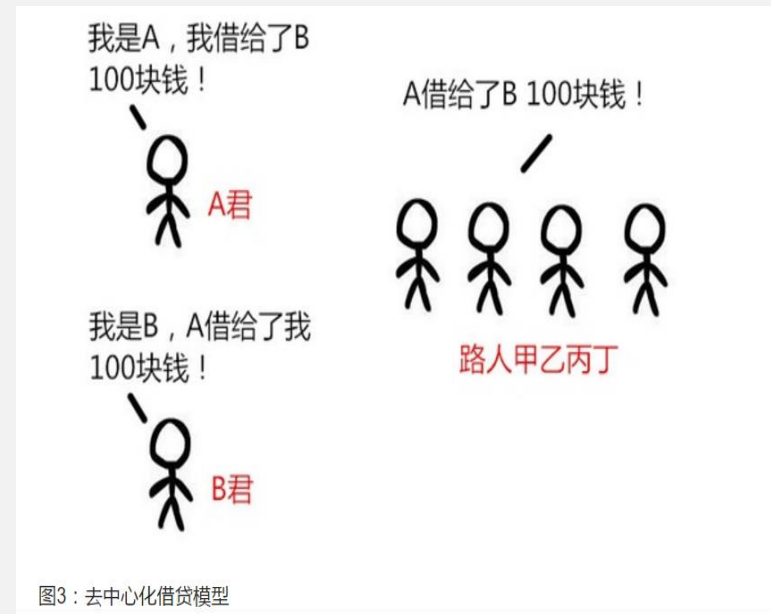 我是A，我借给了B
100块钱！
A君
A借给了B 100块钱！
路人甲乙丙丁
我是B，A借给了我
100块钱！
B君
图3：去中心化借贷模型